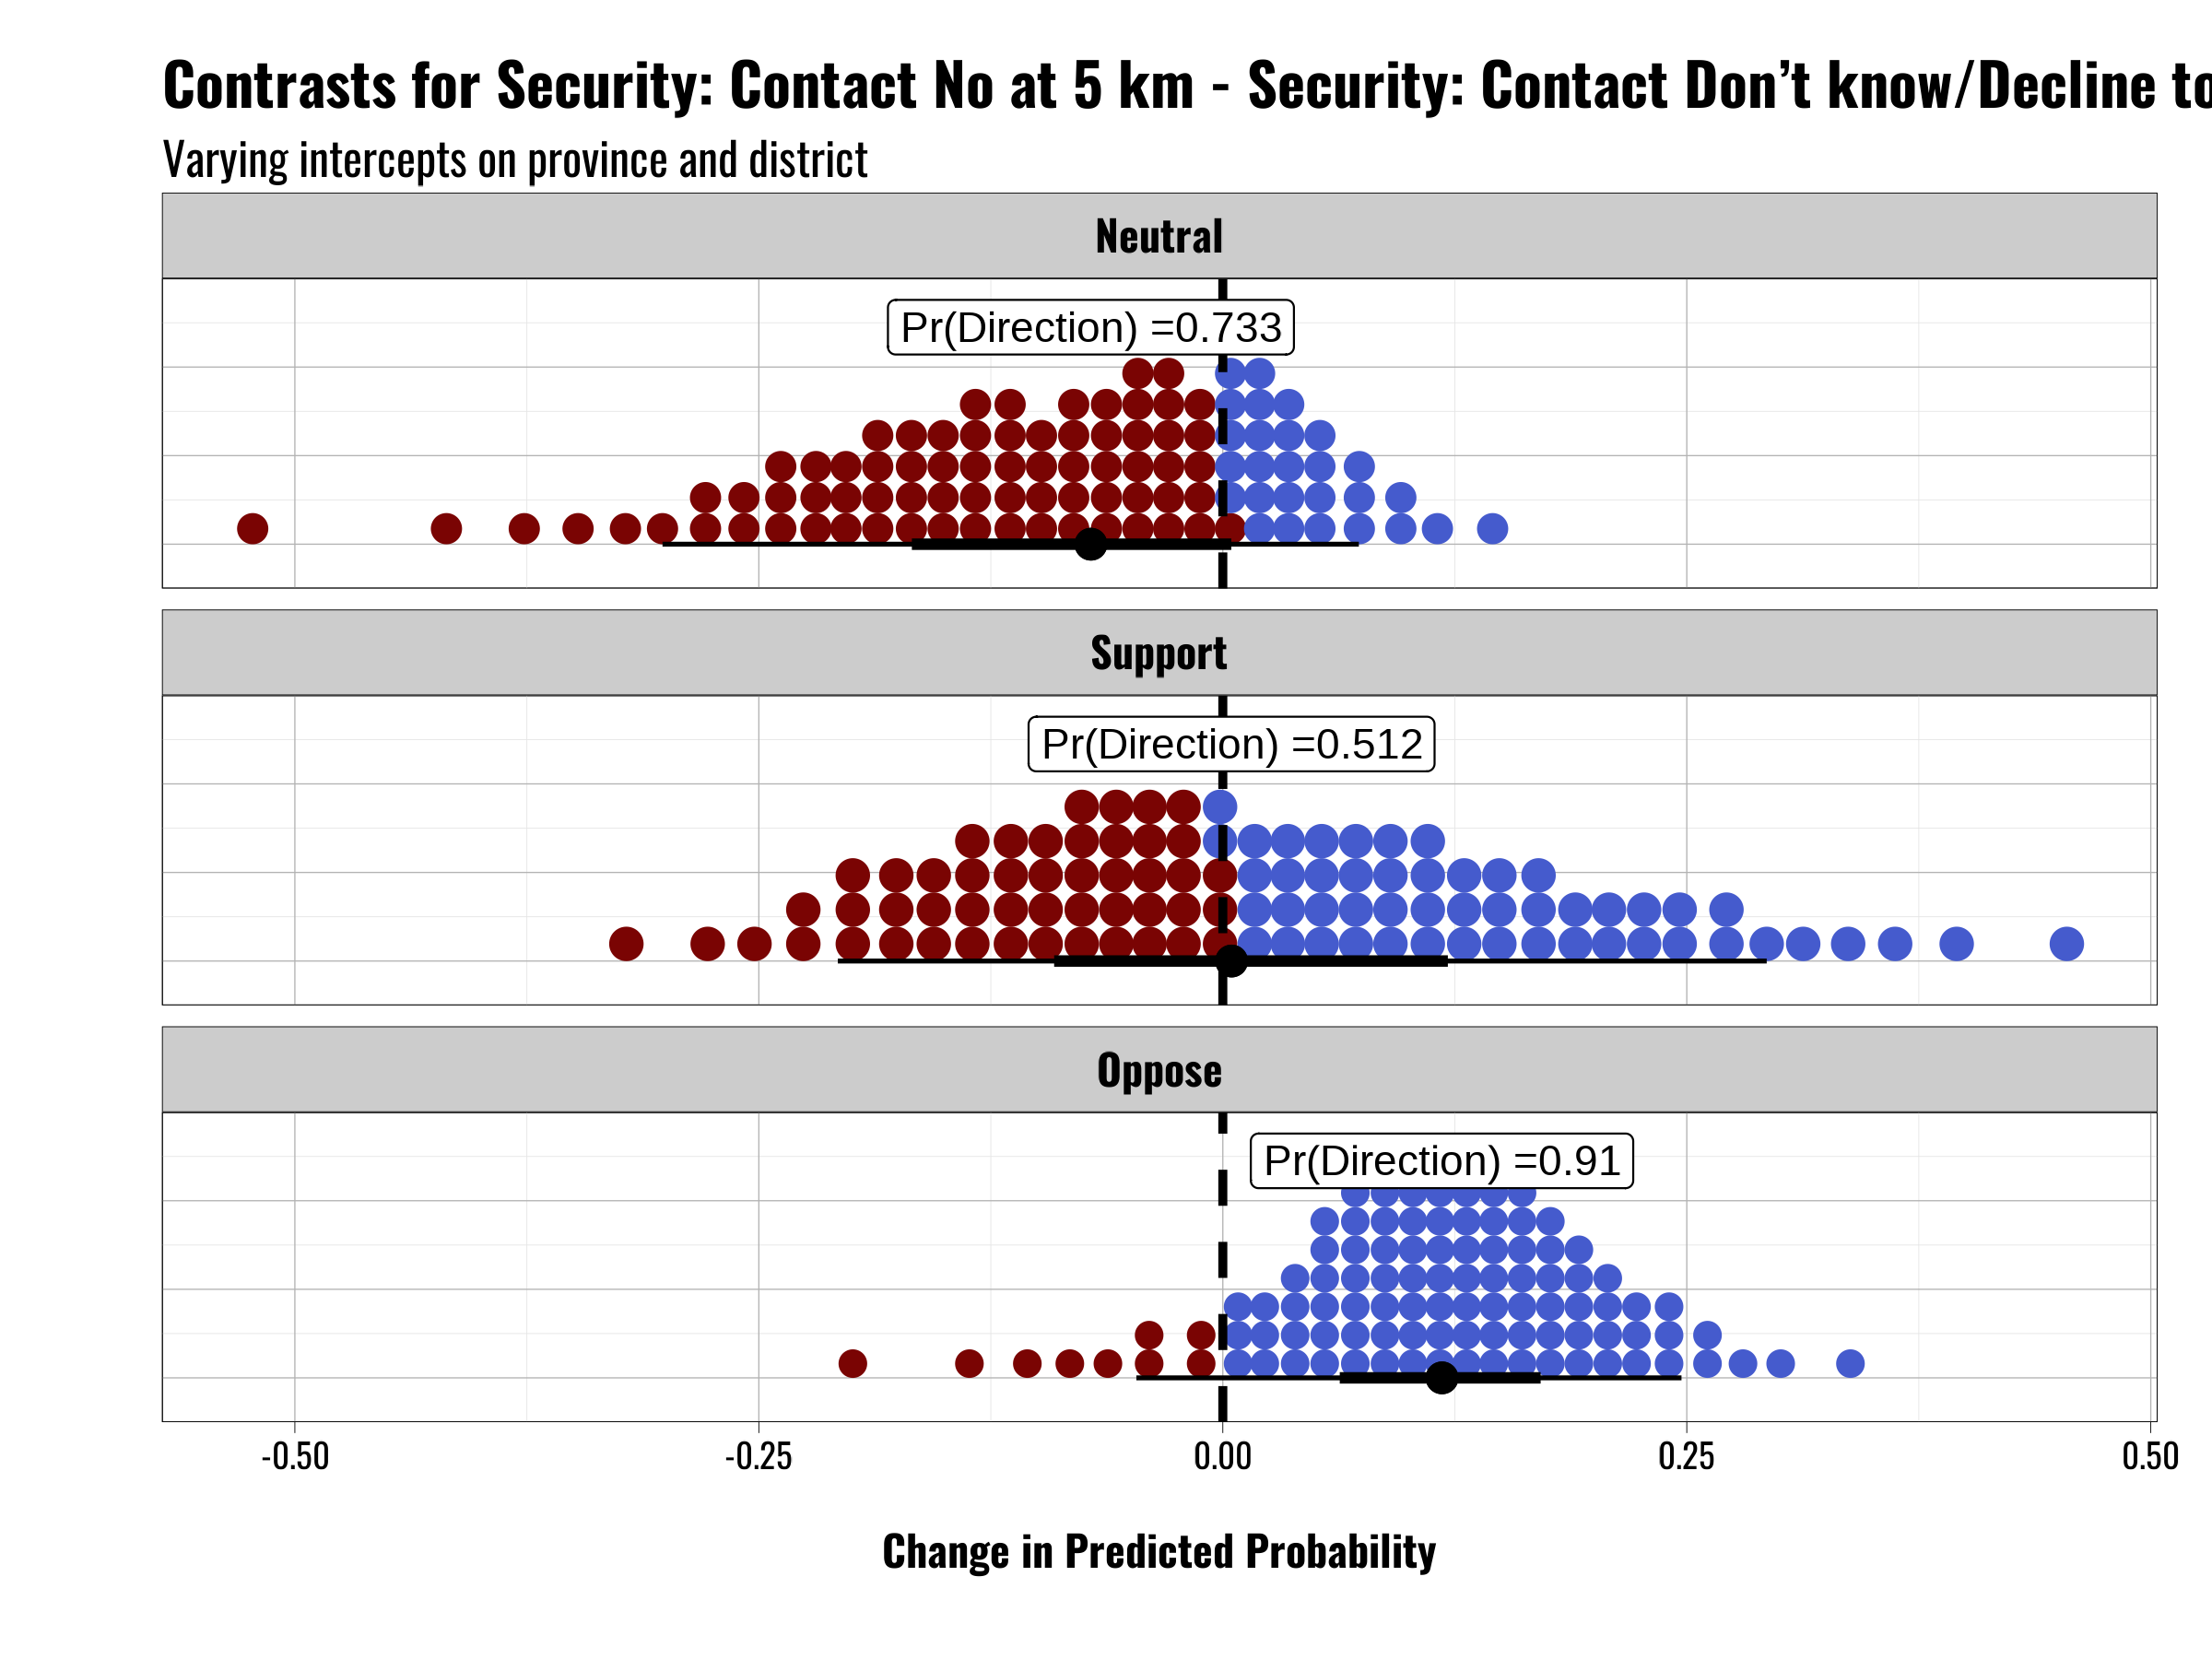 Contrasts for Security: Contact No at 5 km - Security: Contact Don’t know/Decline to
Varying intercepts on province and district
Neutral
Pr(Direction) =0.733
Support
Pr(Direction) =0.512
Oppose
Pr(Direction) =0.91
-0.50 -0.25 0.00 0.25 0.50
Change in Predicted Probability